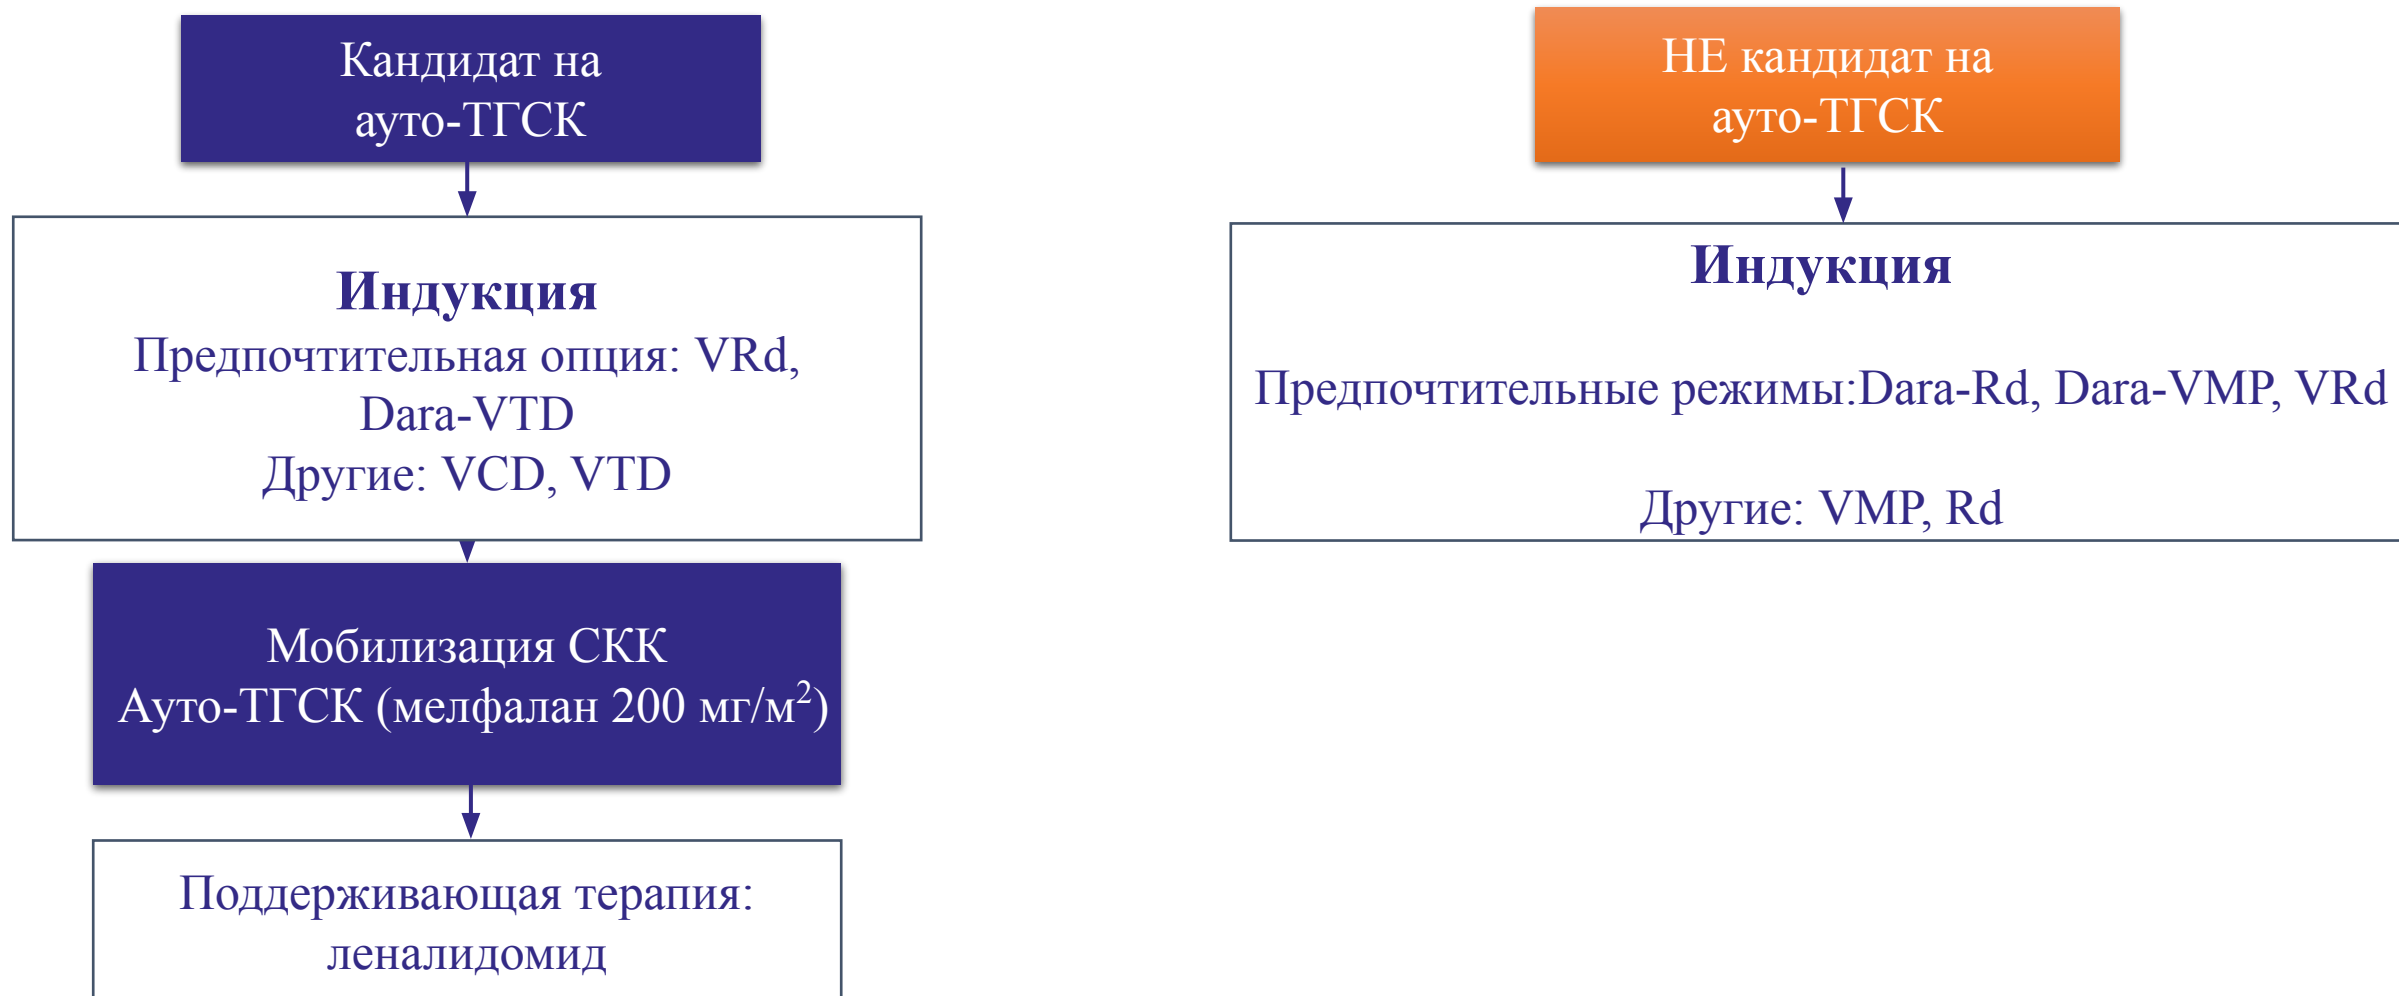 Кандидат на
ауто-ТГСК
Индукция
Предпочтительная опция: VRd,
Dara-VTD
Другие: VCD, VTD
Мобилизация СКК
Ауто-ТГСК (мелфалан 200 мг/м²)
Поддерживающая терапия:
леналидомид
НЕ кандидат на
ауто-ТГСК
Индукция
Предпочтительные режимы:Dara-Rd, Dara-VMP, VRd
Другие: VMP, Rd